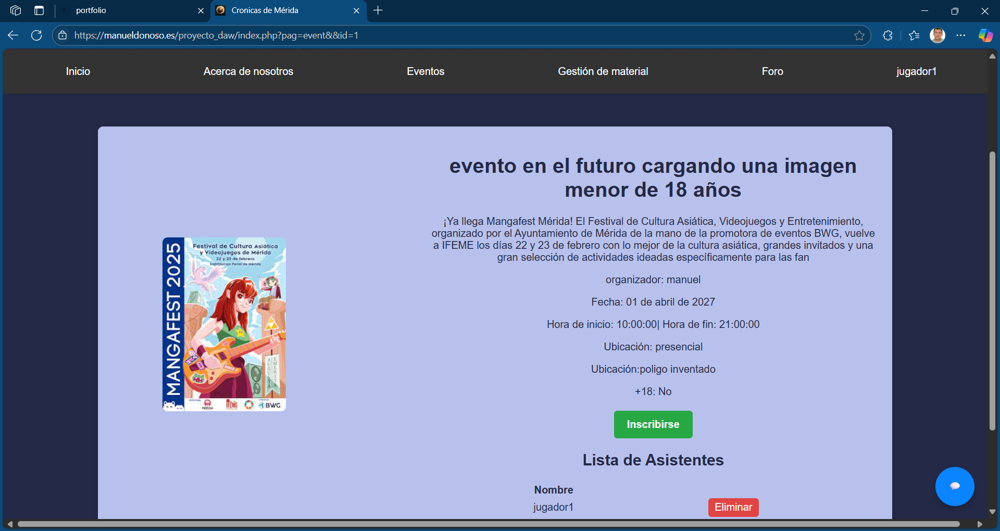 portfolio
Cronicas de Mérida
https://manueldonoso.es/proyecto_daw/index.php?pag=event&&id=1
Inicio
Acerca de nosotros
Eventos
Gestión de material
Foro
jugador1
evento en el futuro cargando una imagen
menor de 18 años
¡Ya llega Mangafest Mérida! El Festival de Cultura Asiática, Videojuegos y Entretenimiento,
organizado por el Ayuntamiento de Mérida de la mano de la promotora de eventos BWG, vuelve
a IFEME los días 22 y 23 de febrero con lo mejor de la cultura asiática, grandes invitados y una
gran selección de actividades ideadas específicamente para las fan
organizador: manuel
Fecha: 01 de abril de 2027
Hora de inicio: 10:00:00| Hora de fin: 21:00:00
Ubicación: presencial
Ubicación:poligo inventado
+18: No
Inscribirse
Lista de Asistentes
Nombre
jugador1
Eliminar
MANGAFEST 2025
Festival de Cultura Asiática
y Videojuegos de Mérida
22 y 23 de febrero
Institucion Ferial de Mérida
AUGUSTA
EMERITA
MERIDA
IFEME
BWG